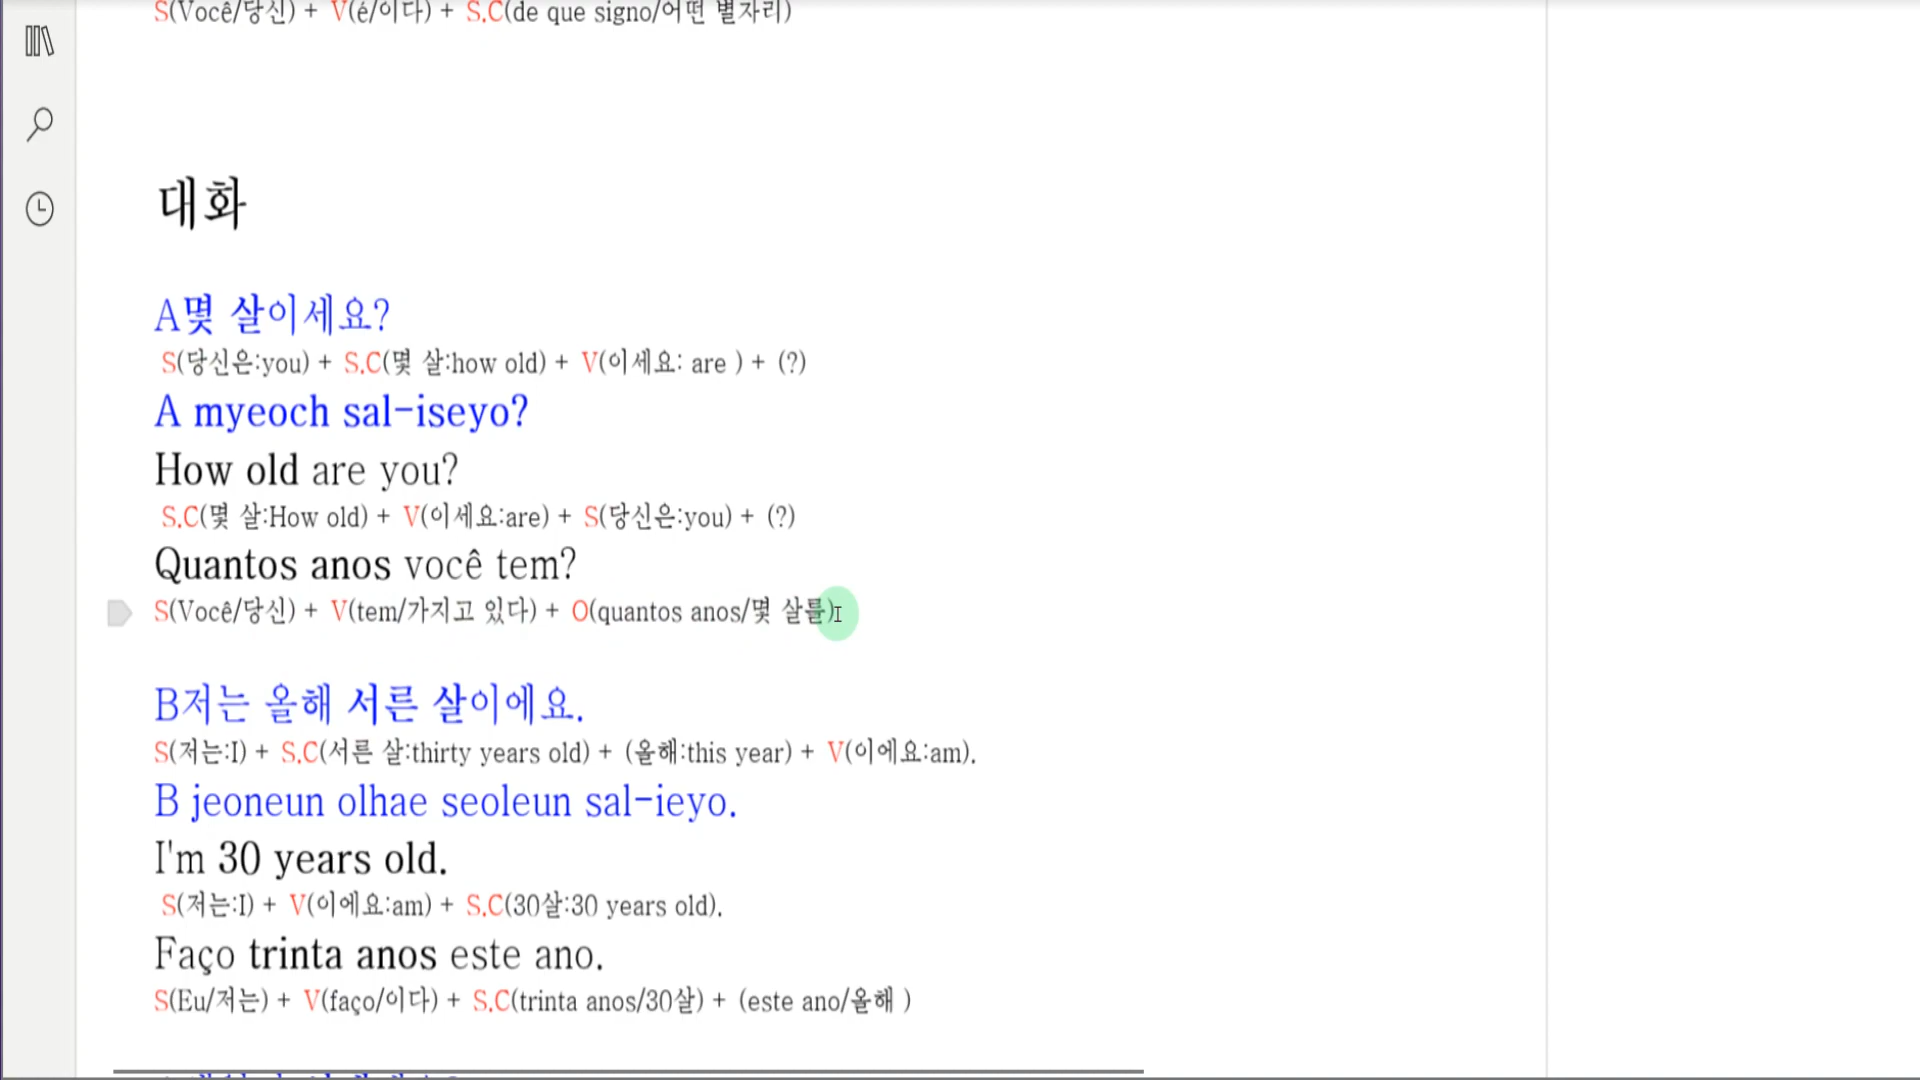 S(Você/당신) + V(é/이다) + S.C(de que signo/어떤 별자리)
대화
A몇 살이세요?
S(당신은:you) + S.C(몇 살:how old) + V(이세요: are ) + (?)
A myeoch sal-iseyo?
How old are you?
S.C(몇 살:How old) + V(이세요:are) + S(당신은:you) + (?)
Quantos anos você tem?
S(Você/당신) + V(tem/가지고 있다) + O(quantos anos/몇 살를)
B저는 올해 서른 살이에요.
S(저는:I) + S.C(서른 살:thirty years old) + (올해:this year) + V(이에요:am).
B jeoneun olhae seoleun sal-ieyo.
I'm 30 years old.
S(저는:I) + V(이에요:am) + S.C(30살:30 years old).
Faço trinta anos este ano.
S(Eu/저는) + V(faço/이다) + S.C(trinta anos/30살) + (este ano/올해 )